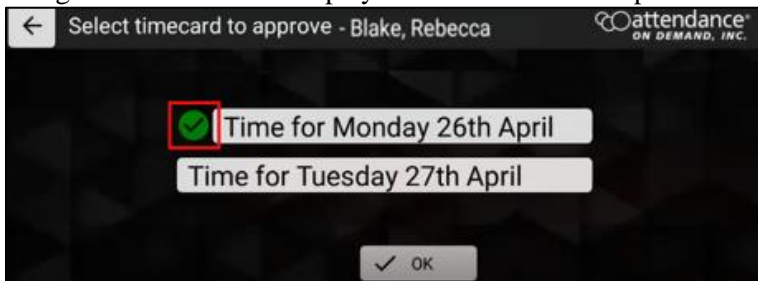 Select timecard to approve - Blake, Rebecca
attendance®
ON DEMAND, INC.
Time for Monday 26th April
Time for Tuesday 27th April
OK